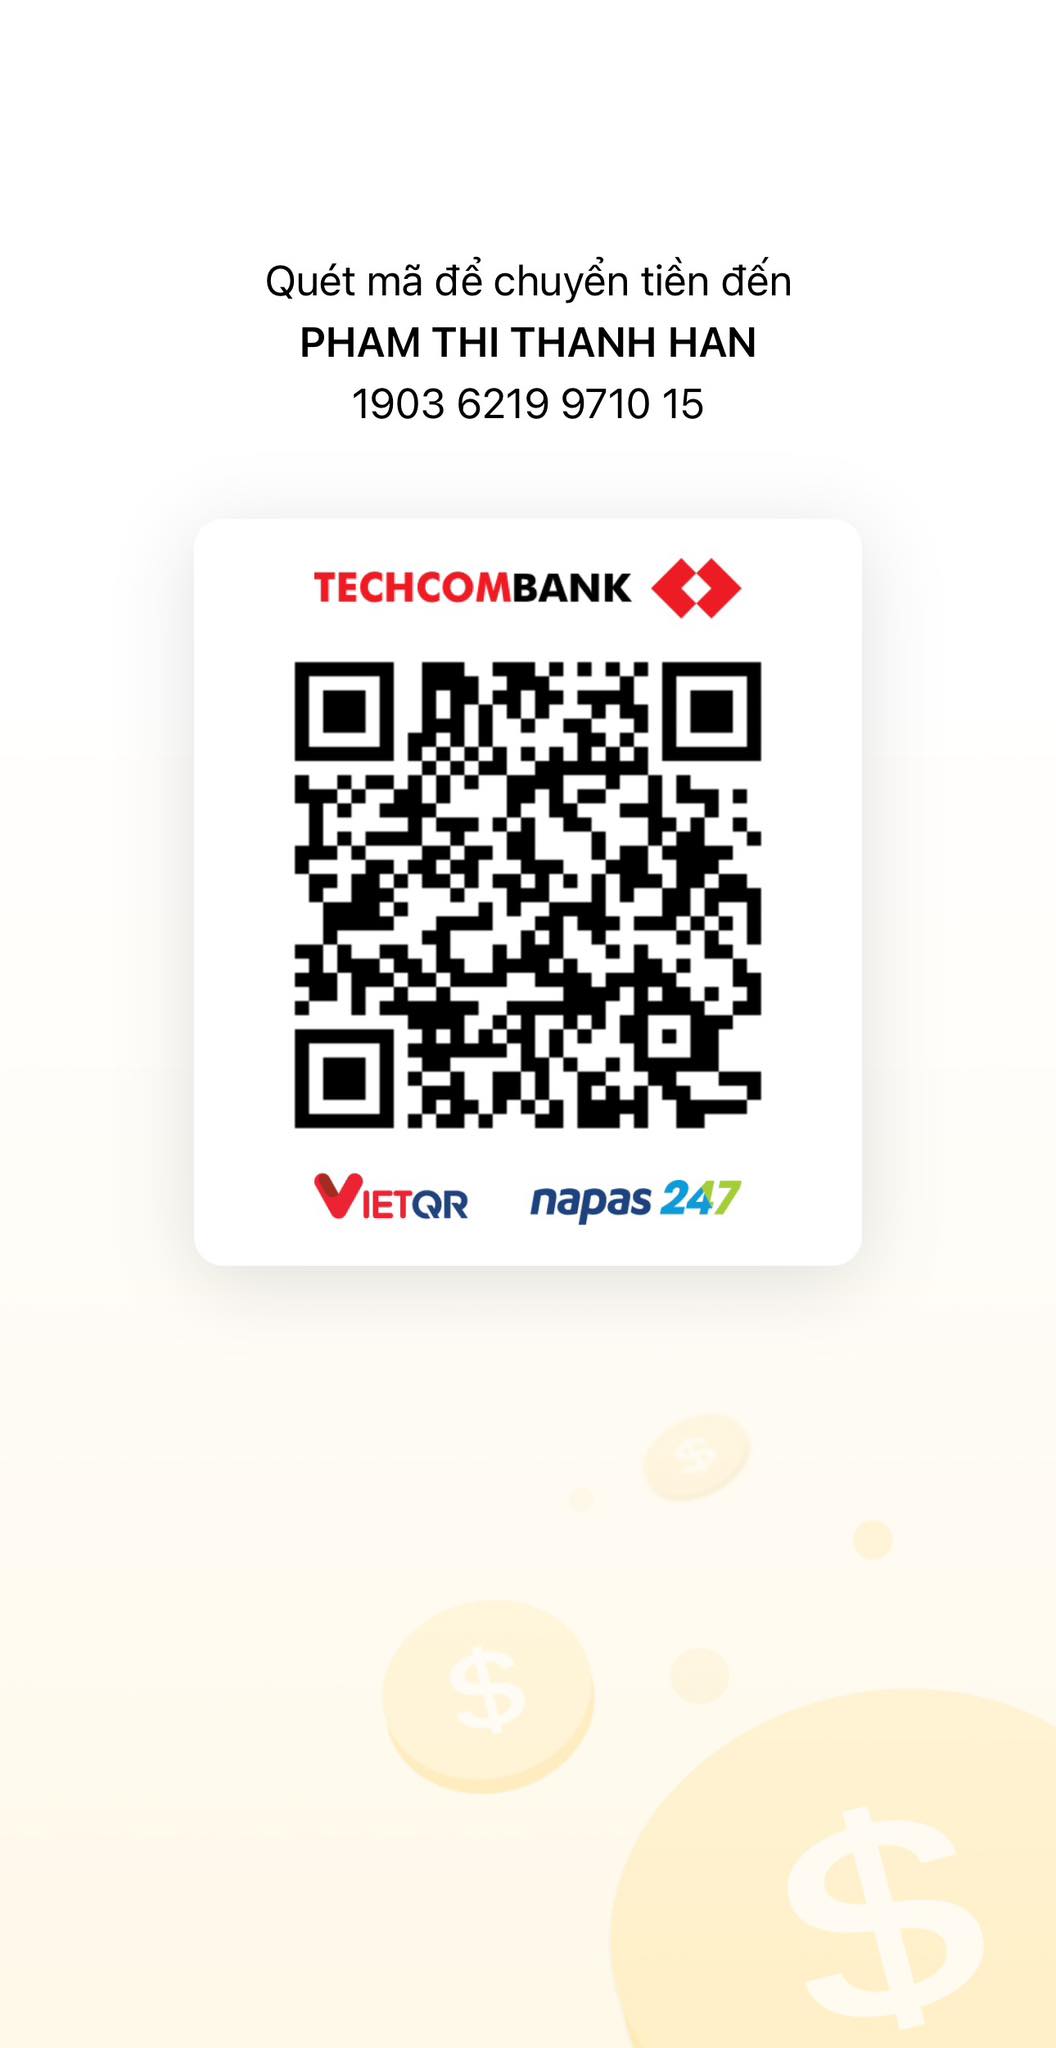 Quét mã để chuyển tiền đến
PHAM THI THANH HAN
1903 6219 9710 15
TECHCOMBANK
VIETQR
napas 247
$
$
$